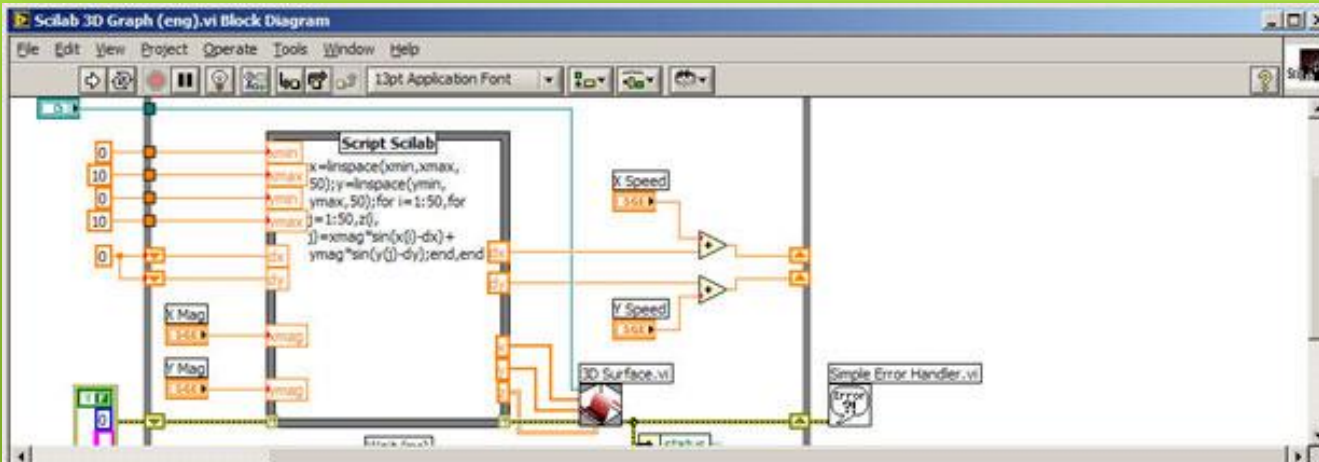 Scilab 3D Graph (eng).vi Block Diagram
File Edit View Project Operate Tools Window Help
13pt Application Font
Script Scilab
0
xmin
x=linspace(xmin,xmax,
10
xmax
50);y=linspace(ymin,
0
ymin
ymax,50);for i=1:50,for
10
ymax
j=1:50,z(i,
j)=xmag*sin(x(i)-dx)+
0
dx
ymag*sin(y(j)-dy);end,end
dx
dy
dy
X Speed
Y Speed
X Mag
xmag
Y Mag
ymag
x
y
3D Surface.vi
Simple Error Handler.vi
Error
?!
0
status